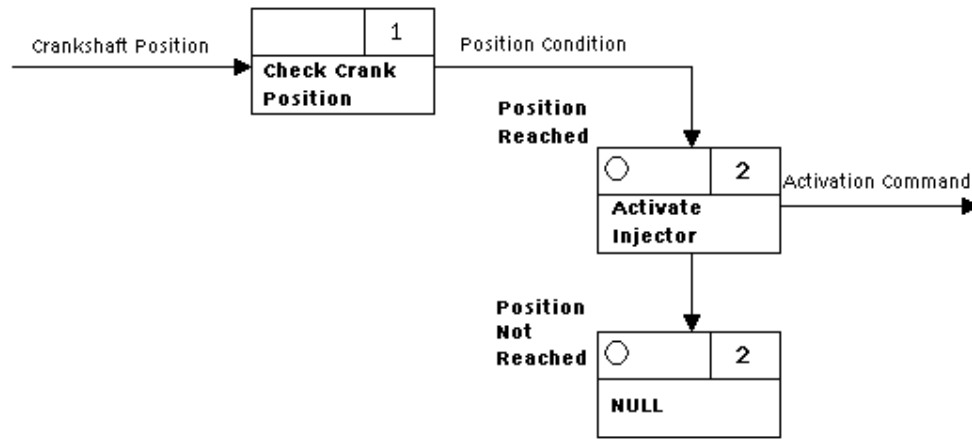 Crankshaft Position
1
Check Crank
Position
Position Condition
Position
Reached
2
Activate
Injector
Activation Command
Position
Not
Reached
2
NULL